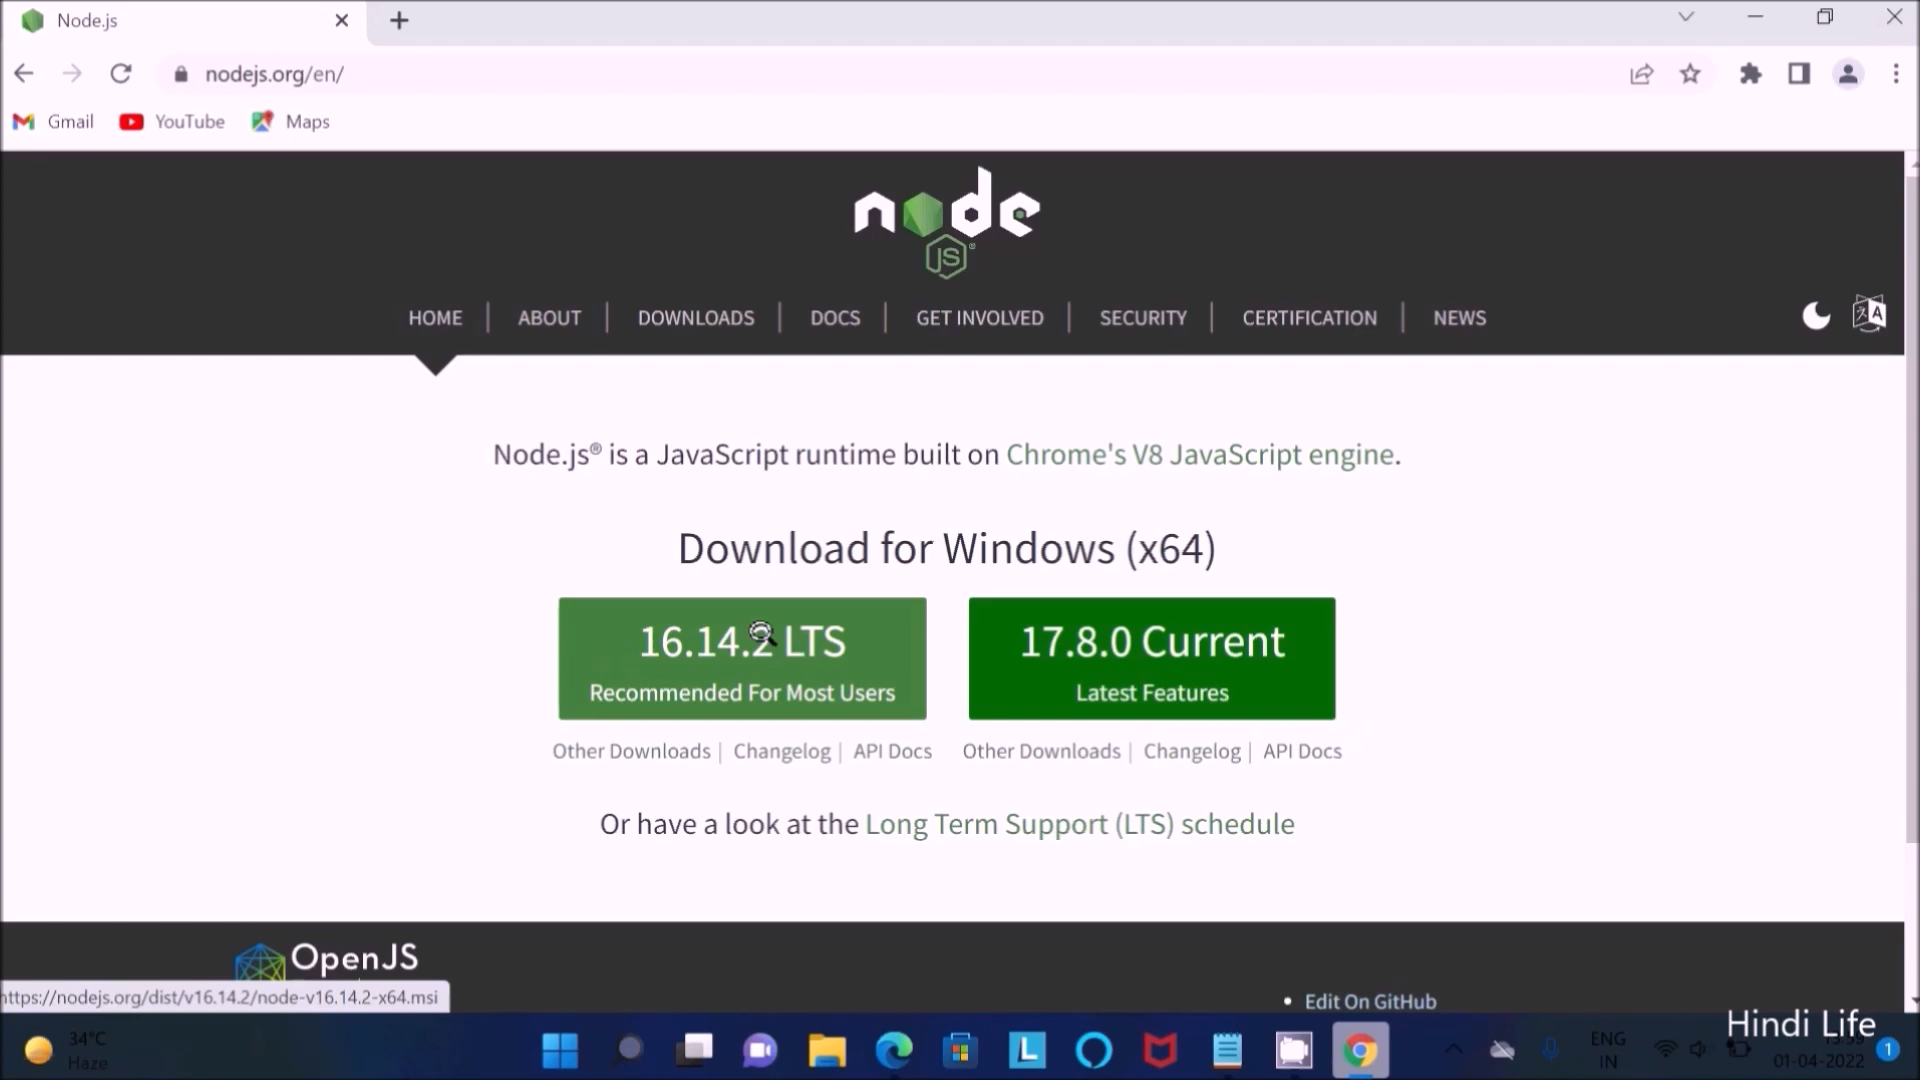 Node.js
nodejs.org/en/
Gmail YouTube Maps
node
JS
HOME ABOUT DOWNLOADS DOCS GET INVOLVED SECURITY CERTIFICATION NEWS
Node.js® is a JavaScript runtime built on Chrome's V8 JavaScript engine.
Download for Windows (x64)
16.14.2 LTS
Recommended For Most Users
17.8.0 Current
Latest Features
Other Downloads | Changelog | API Docs
Other Downloads | Changelog | API Docs
Or have a look at the Long Term Support (LTS) schedule
OpenJS
https://nodejs.org/dist/v16.14.2/node-v16.14.2-x64.msi
• Edit On GitHub
Hindi Life
34°C
Haze
ENG
IN
01-04-2022
1